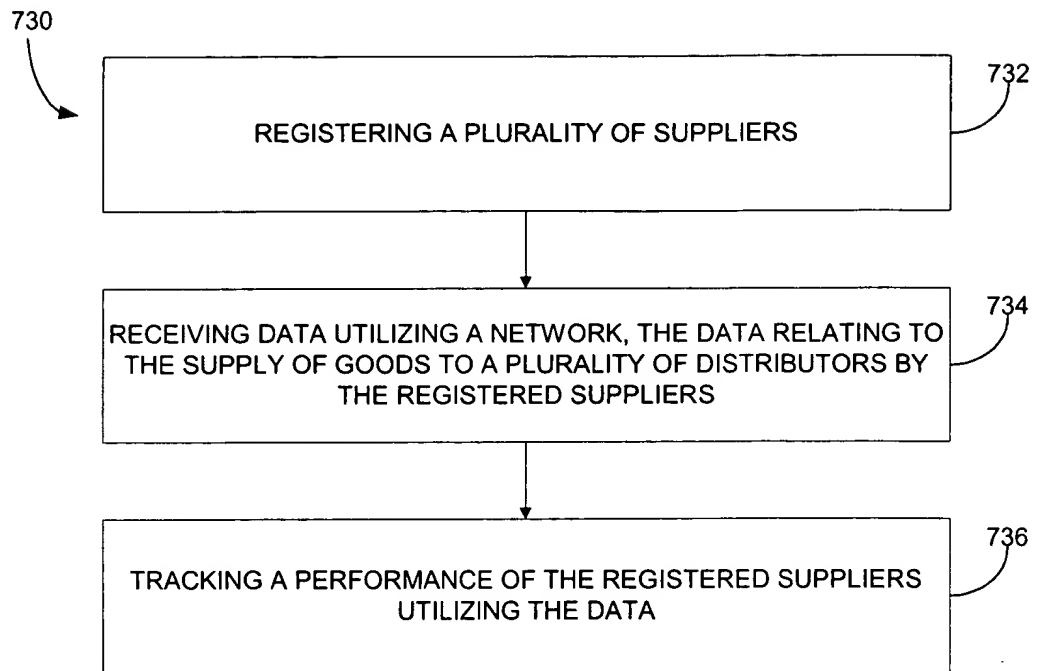 730
732
REGISTERING A PLURALITY OF SUPPLIERS
734
RECEIVING DATA UTILIZING A NETWORK, THE DATA RELATING TO
THE SUPPLY OF GOODS TO A PLURALITY OF DISTRIBUTORS BY
THE REGISTERED SUPPLIERS
736
TRACKING A PERFORMANCE OF THE REGISTERED SUPPLIERS
UTILIZING THE DATA